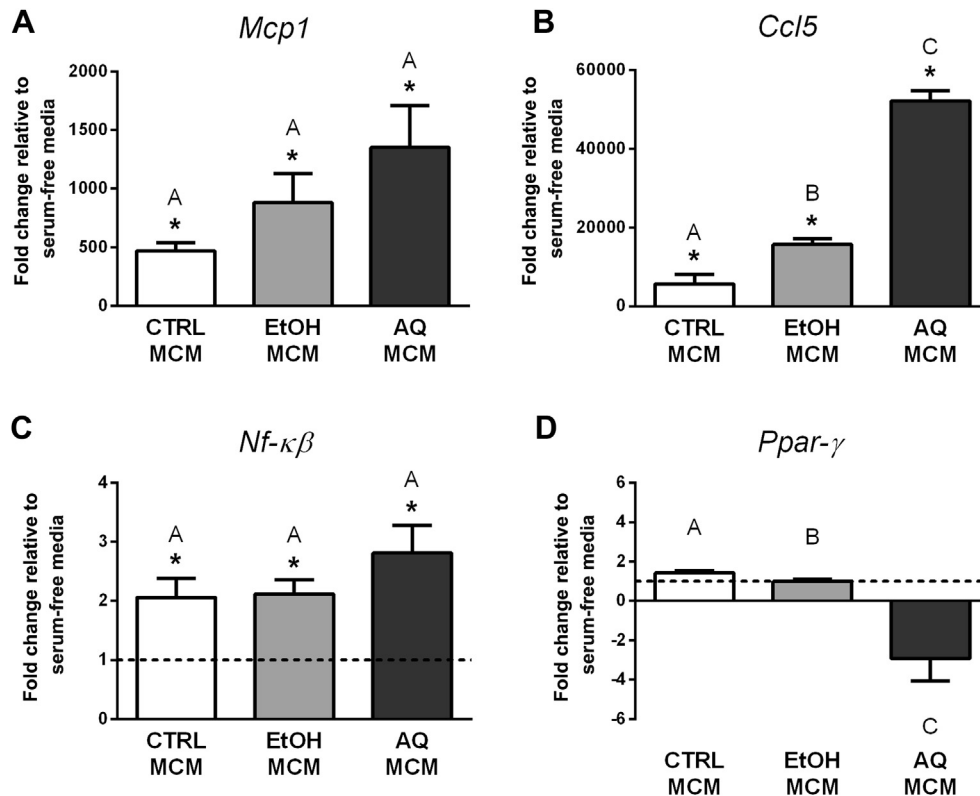 A
Mcp1
Fold change relative to
serum-free media
2000
1500
1000
500
0
A
*
A
*
A
*
CTRL
MCM
EtOH
MCM
AQ
MCM
B
Ccl5
Fold change relative to
serum-free media
60000
40000
20000
0
A
*
B
*
C
*
CTRL
MCM
EtOH
MCM
AQ
MCM
C
Nf-κβ
Fold change relative to
serum-free media
4
3
2
1
0
A
*
A
*
A
*
CTRL
MCM
EtOH
MCM
AQ
MCM
D
Ppar-γ
Fold change relative to
serum-free media
6
4
2
0
-2
-4
-6
A
B
C
CTRL
MCM
EtOH
MCM
AQ
MCM